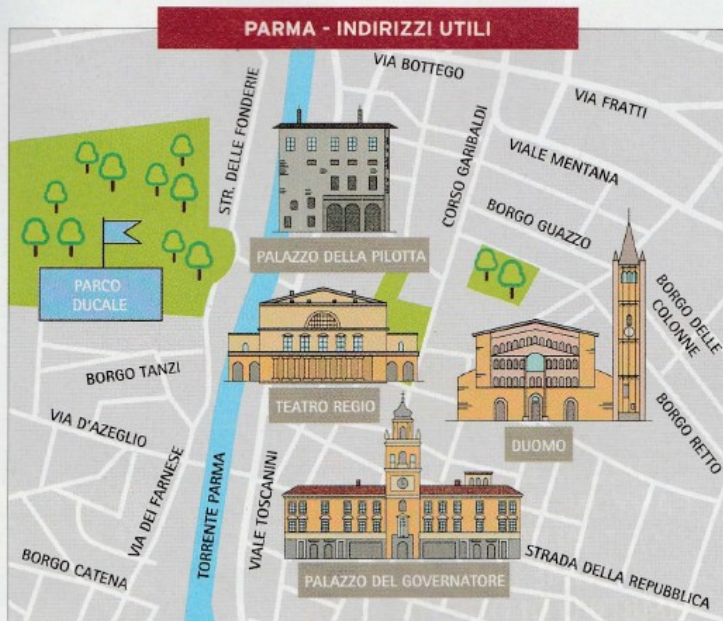 PARMA - INDIRIZZI UTILI
VIA BOTTEGO
VIA FRATTI
STR. DELLE FONDERIE
CORSO GARIBALDI
VIALE MENTANA
BORGO GUAZZO
PALAZZO DELLA PILOTTA
PARCO
DUCALE
BORGO DELLE
COLONNE
BORGO TANZI
TEATRO REGIO
BORGO RETTO
VIA D'AZEGLIO
DUOMO
VIA DEI FARNESE
TORRENTE PARMA
VIALE TOSCANINI
BORGO CATENA
PALAZZO DEL GOVERNATORE
STRADA DELLA REPUBBLICA